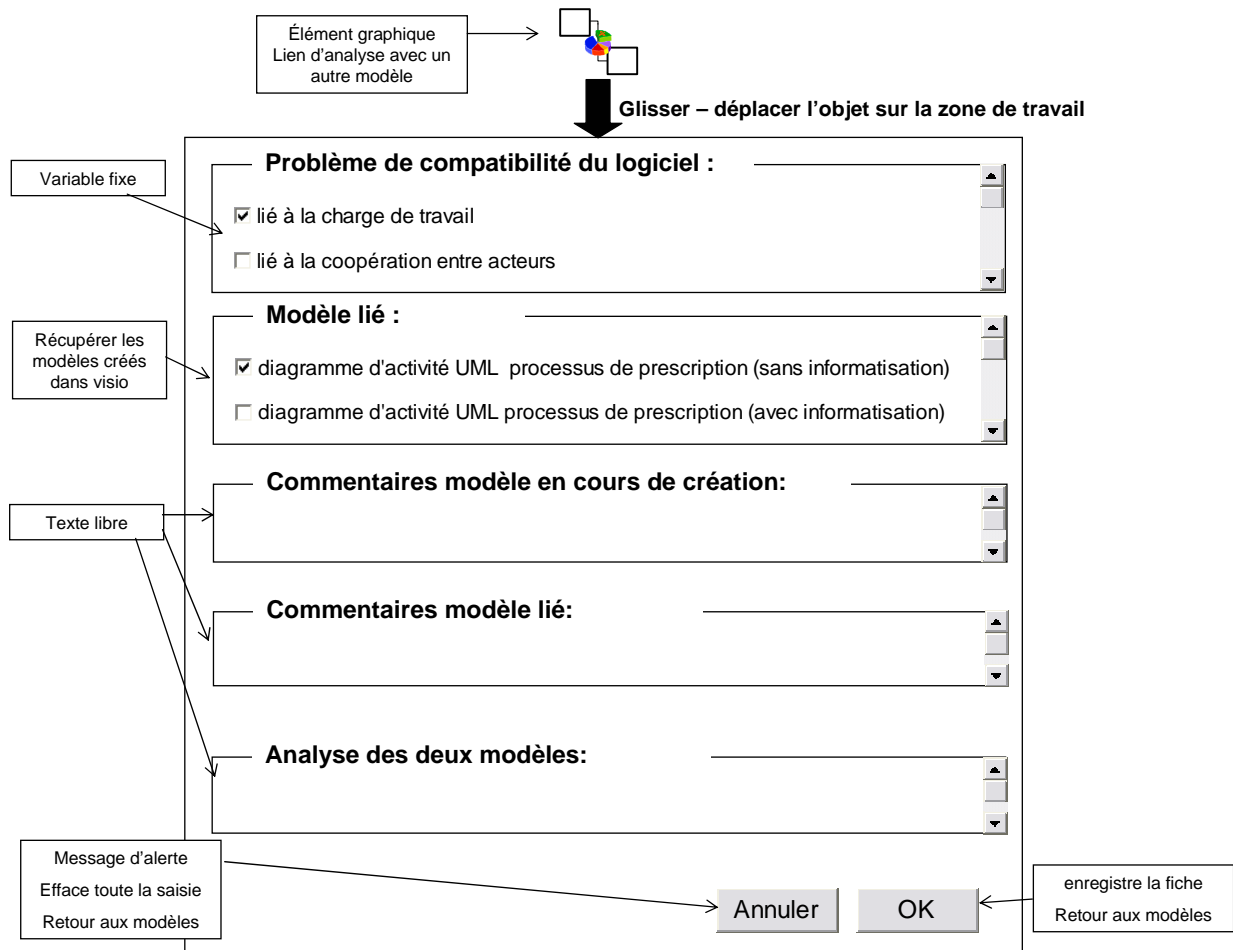 Élément graphique
Lien d'analyse avec un
autre modèle
Glisser – déplacer l'objet sur la zone de travail
Problème de compatibilité du logiciel :
Variable fixe
lié à la charge de travail
lié à la coopération entre acteurs
Modèle lié :
Récupérer les
modèles créés
dans visio
diagramme d'activité UML  processus de prescription (sans informatisation)
diagramme d'activité UML processus de prescription (avec informatisation)
Commentaires modèle en cours de création:
Texte libre
Commentaires modèle lié:
Analyse des deux modèles:
Message d'alerte
Efface toute la saisie
Retour aux modèles
Annuler
OK
enregistre la fiche
Retour aux modèles